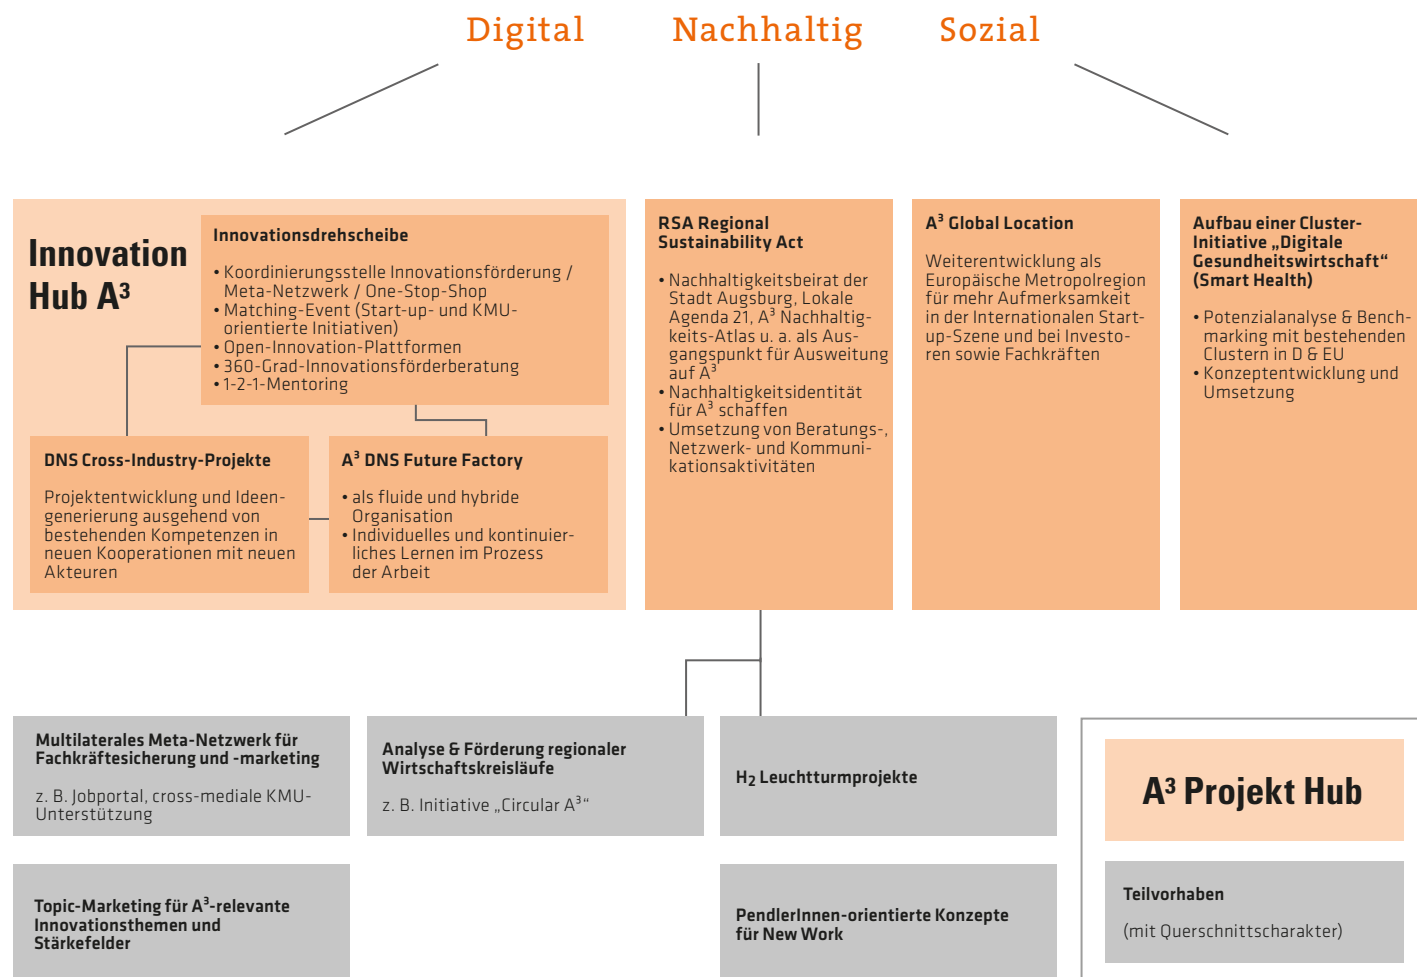 Digital Nachhaltig Sozial
Innovation
Hub A³
Innovationsdrehscheibe
• Koordinierungsstelle Innovationsförderung /
Meta-Netzwerk / One-Stop-Shop
• Matching-Event (Start-up- und KMU-
orientierte Initiativen)
• Open-Innovation-Plattformen
• 360-Grad-Innovationsförderberatung
• 1-2-1-Mentoring
DNS Cross-Industry-Projekte
Projektentwicklung und Ideen-
generierung ausgehend von
bestehenden Kompetenzen in
neuen Kooperationen mit neuen
Akteuren
A³ DNS Future Factory
• als fluide und hybride
Organisation
• Individuelles und kontinuier-
liches Lernen im Prozess
der Arbeit
RSA Regional
Sustainability Act
• Nachhaltigkeitsbeirat der
Stadt Augsburg, Lokale
Agenda 21, A³ Nachhaltig-
keits-Atlas u. a. als Aus-
gangspunkt für Ausweitung
auf A³
• Nachhaltigkeitsidentität
für A³ schaffen
• Umsetzung von Beratungs-,
Netzwerk- und Kommuni-
kationsaktivitäten
A³ Global Location
Weiterentwicklung als
Europäische Metropolregion
für mehr Aufmerksamkeit
in der Internationalen Start-
up-Szene und bei Investo-
ren sowie Fachkräften
Aufbau einer Cluster-
Initiative „Digitale
Gesundheitswirtschaft“
(Smart Health)
• Potenzialanalyse & Bench-
marking mit bestehenden
Clustern in D & EU
• Konzeptentwicklung und
Umsetzung
Multilaterales Meta-Netzwerk für
Fachkräftesicherung und -marketing
z. B. Jobportal, cross-mediale KMU-
Unterstützung
Analyse & Förderung regionaler
Wirtschaftskreisläufe
z. B. Initiative „Circular A³“
H₂ Leuchtturmprojekte
A³ Projekt Hub
Teilvorhaben
(mit Querschnittscharakter)
Topic-Marketing für A³-relevante
Innovationsthemen und
Stärkefelder
PendlerInnen-orientierte Konzepte
für New Work